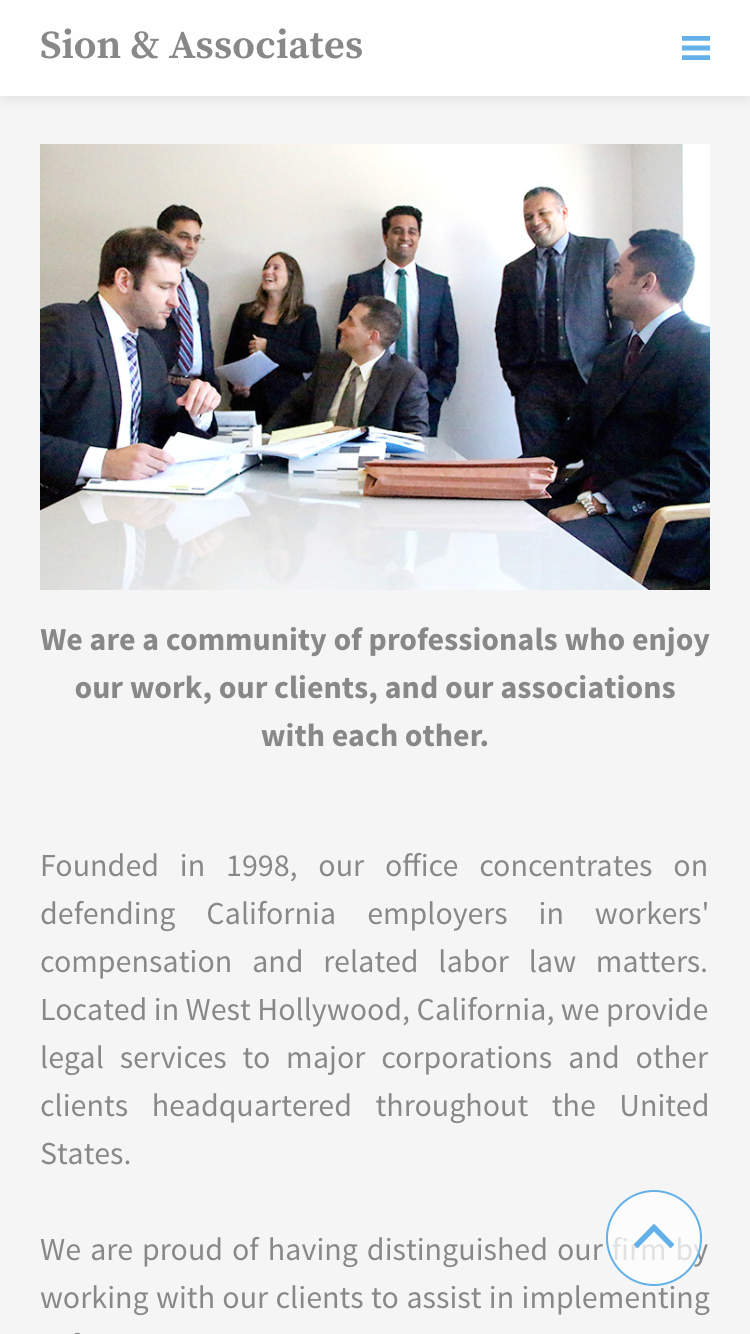 Sion & Associates
We are a community of professionals who enjoy
our work, our clients, and our associations
with each other.
Founded in 1998, our office concentrates on
defending California employers in workers'
compensation and related labor law matters.
Located in West Hollywood, California, we provide
legal services to major corporations and other
clients headquartered throughout the United
States.
We are proud of having distinguished our firm by
working with our clients to assist in implementing